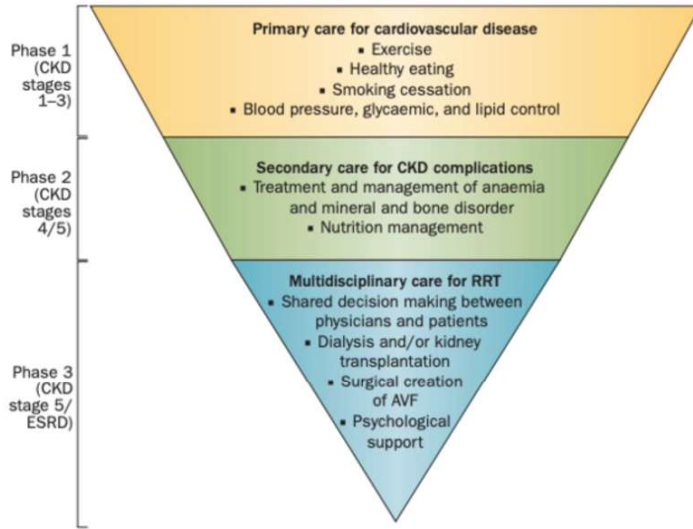 Phase 1
(CKD
stages
1–3)
Primary care for cardiovascular disease
▪ Exercise
▪ Healthy eating
▪ Smoking cessation
▪ Blood pressure, glycaemic, and lipid control
Phase 2
(CKD
stages
4/5)
Secondary care for CKD complications
▪ Treatment and management of anaemia
and mineral and bone disorder
▪ Nutrition management
Phase 3
(CKD
stage 5/
ESRD)
Multidisciplinary care for RRT
▪ Shared decision making between
physicians and patients
▪ Dialysis and/or kidney
transplantation
▪ Surgical creation
of AVF
▪ Psychological
support